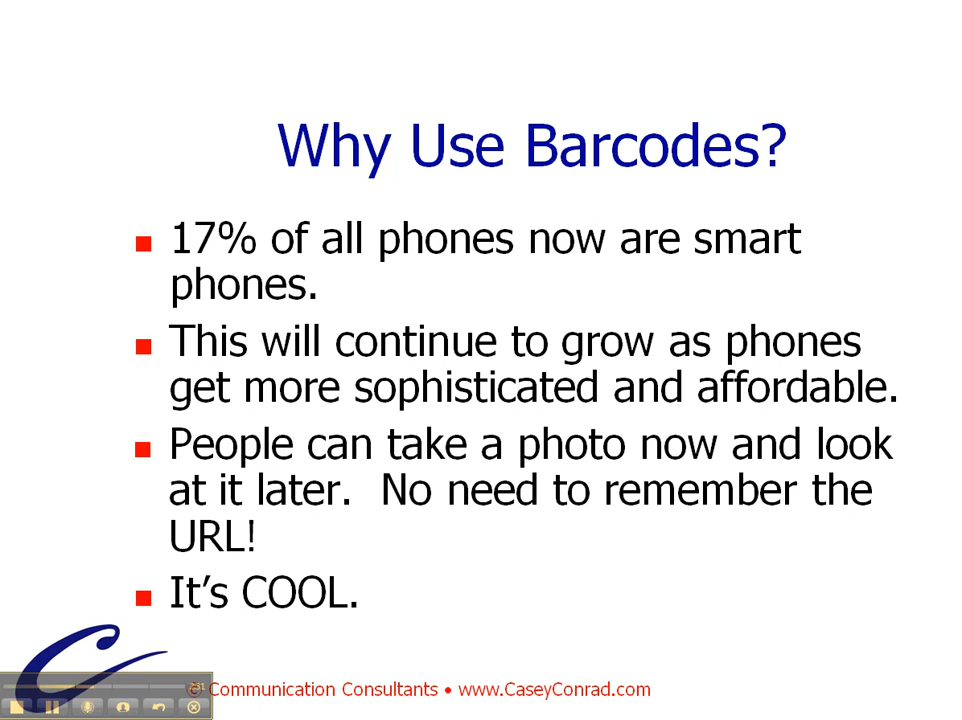 Why Use Barcodes?
■ 17% of all phones now are smart
phones.
■ This will continue to grow as phones
get more sophisticated and affordable.
■ People can take a photo now and look
at it later.  No need to remember the
URL!
■ It’s COOL.
© Communication Consultants • www.CaseyConrad.com